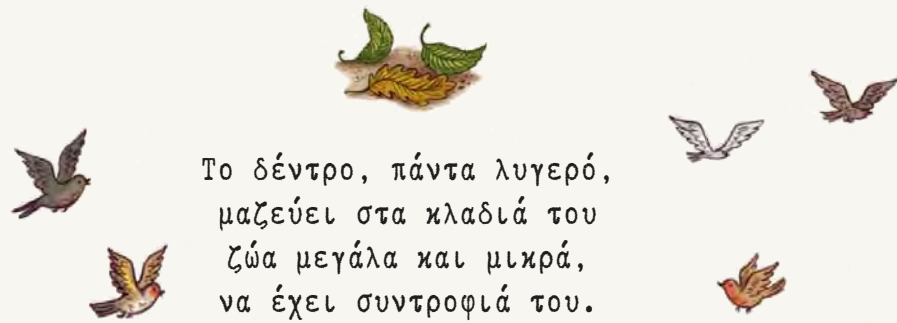 Το δέντρο, πάντα λυγερό,
μαζεύει στα κλαδιά του
ζώα μεγάλα και μικρά,
να έχει συντροφιά του.